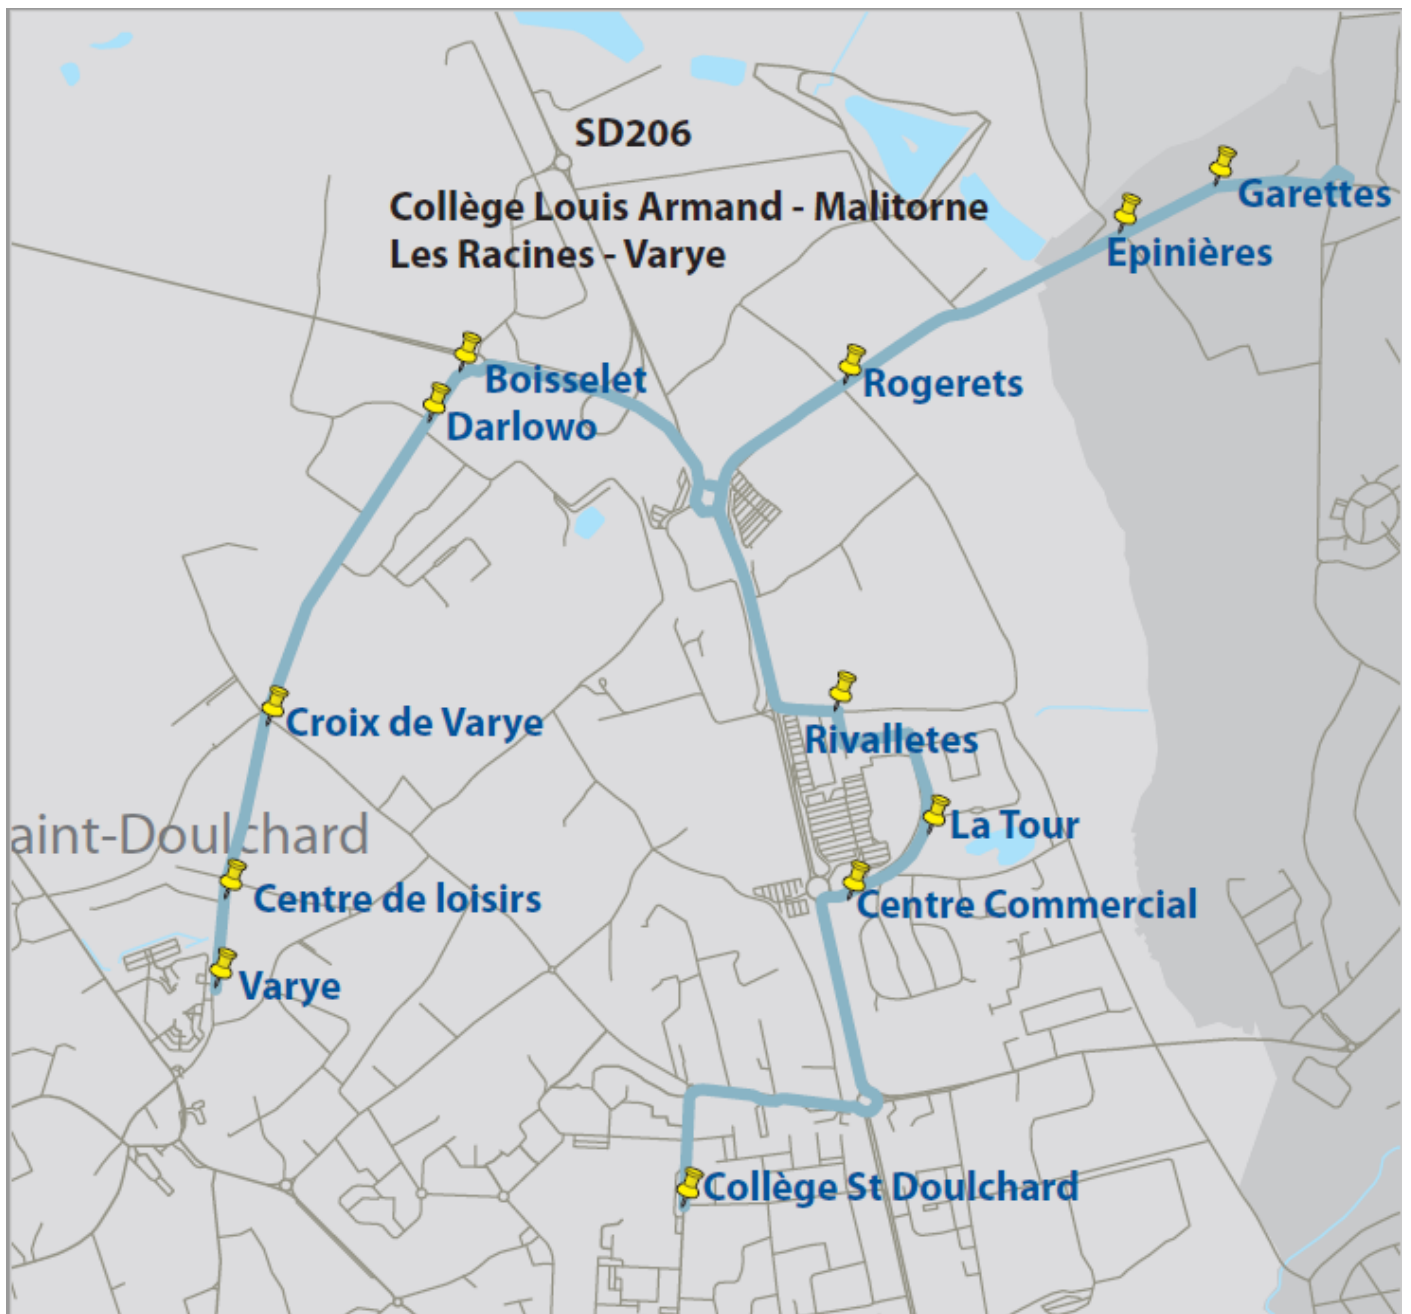 SD206
Collège Louis Armand - Malitorne
Les Racines - Varye
Garettes
Epinières
Boisselet
Rogerets
Darlowo
Croix de Varye
Rivalletes
La Tour
aint-Doulchard
Centre de loisirs
Centre Commercial
Varye
Collège St Doulchard